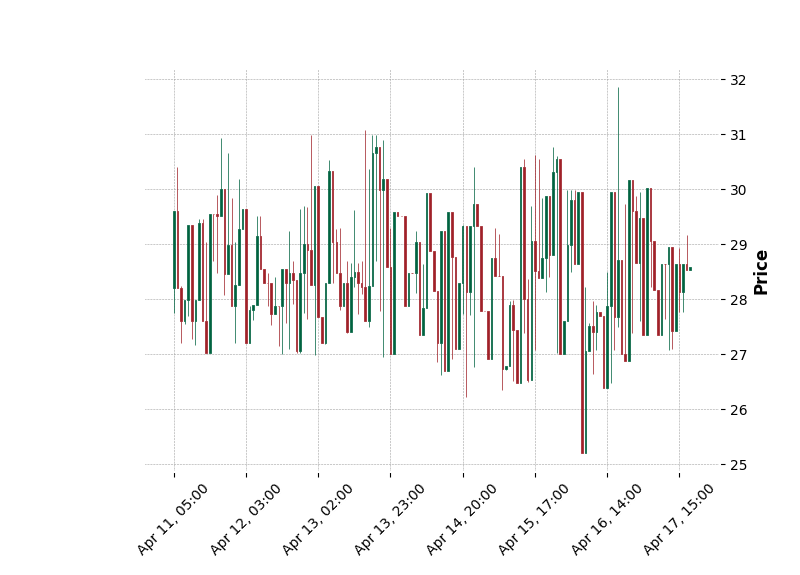 32
31
30
29
28
27
26
25
Price
Apr 11, 05:00
Apr 12, 03:00
Apr 13, 02:00
Apr 13, 23:00
Apr 14, 20:00
Apr 15, 17:00
Apr 16, 14:00
Apr 17, 15:00